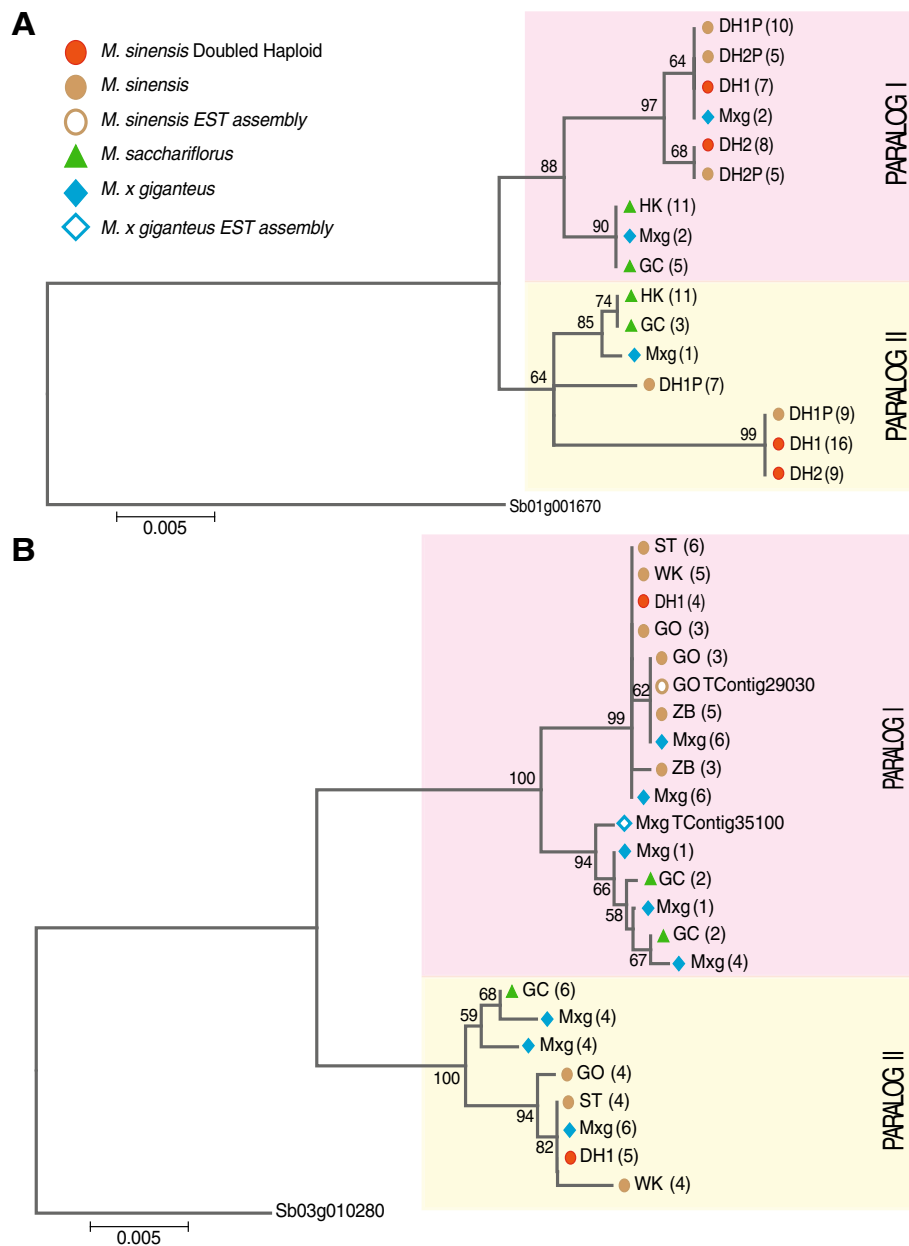 A
M. sinensis Doubled Haploid
M. sinensis
M. sinensis EST assembly
M. sacchariflorus
M. x giganteus
M. x giganteus EST assembly
DH1P (10)
DH2P (5)
64
DH1 (7)
97
Mxg (2)
DH2 (8)
68
DH2P (5)
88
HK (11)
90
Mxg (2)
GC (5)
PARALOG I
HK (11)
74
GC (3)
85
Mxg (1)
64
DH1P (7)
DH1P (9)
99
DH1 (16)
DH2 (9)
PARALOG II
Sb01g001670
0.005
B
ST (6)
WK (5)
DH1 (4)
GO (3)
GO (3)
62
GO TContig29030
ZB (5)
99
Mxg (6)
ZB (3)
100
Mxg (6)
Mxg TContig35100
94
Mxg (1)
66
GC (2)
58
Mxg (1)
GC (2)
67
Mxg (4)
PARALOG I
68
GC (6)
59
Mxg (4)
Mxg (4)
100
GO (4)
94
ST (4)
Mxg (6)
82
DH1 (5)
WK (4)
PARALOG II
Sb03g010280
0.005